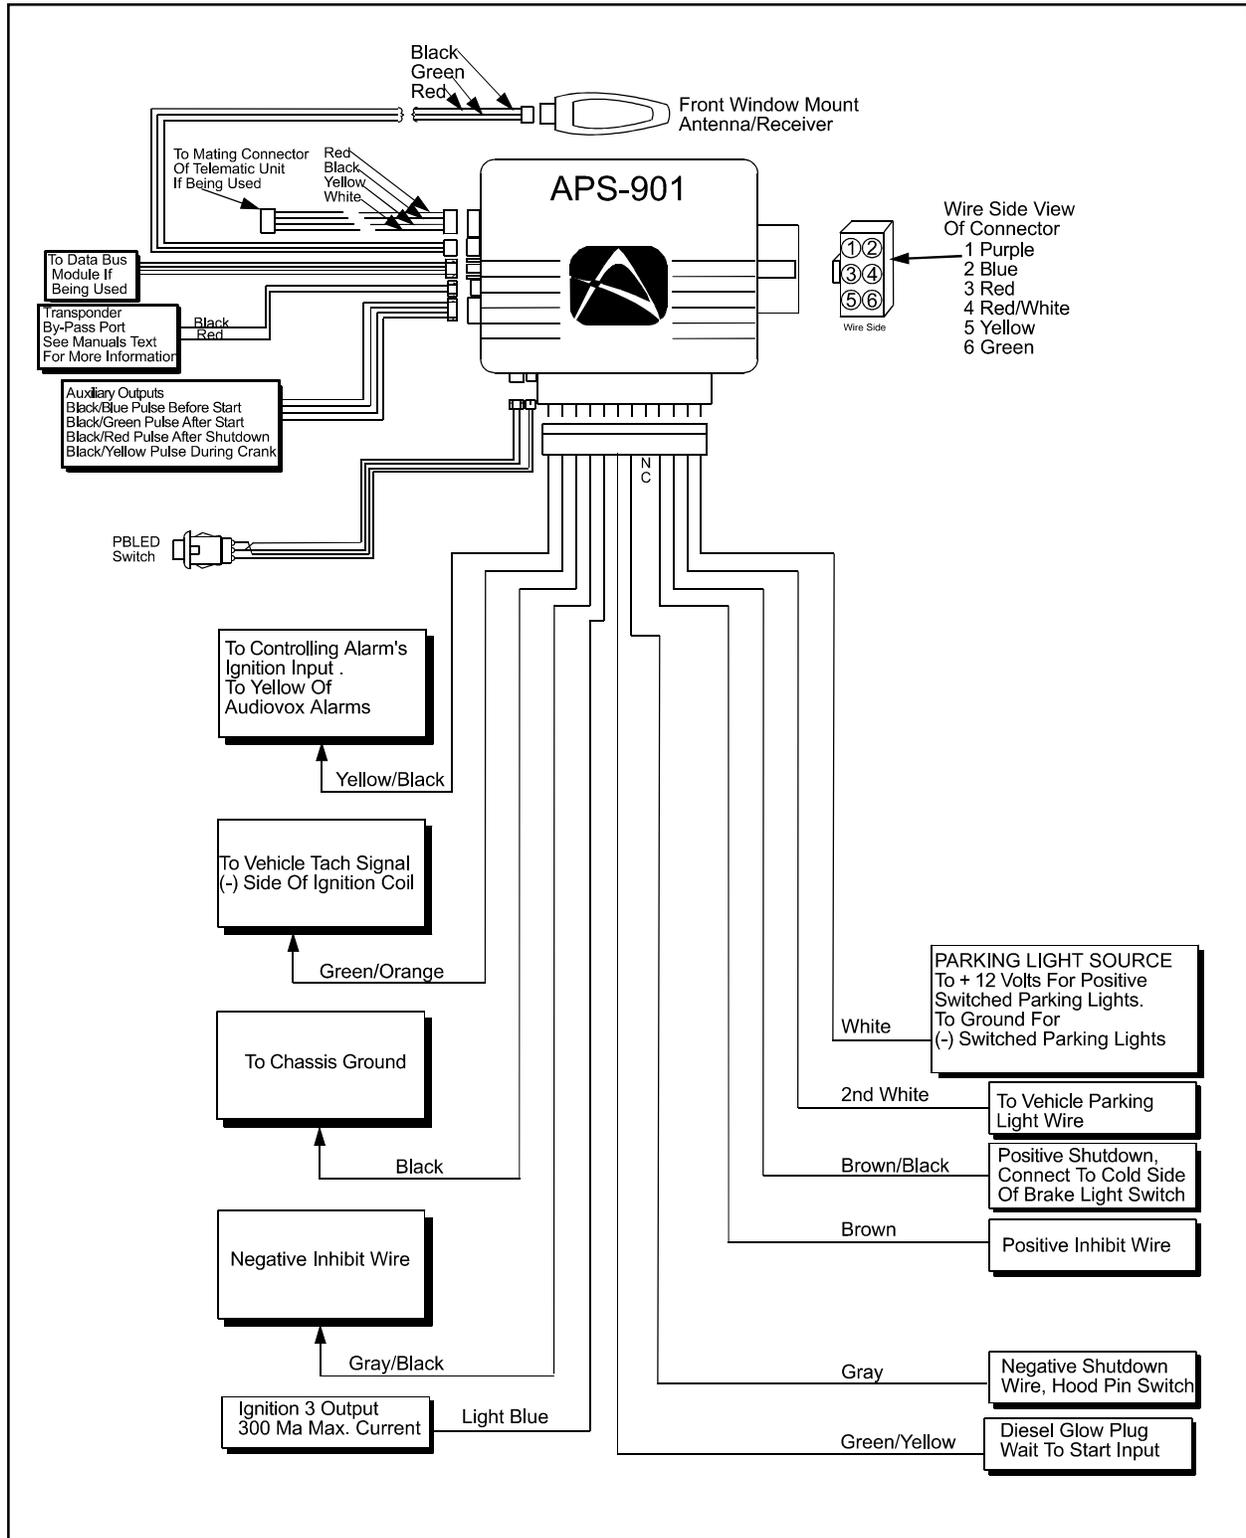 Black
Green
Red
Front Window Mount
Antenna/Receiver
To Mating Connector
Of Telematic Unit
If Being Used
Red
Black
Yellow
White
APS-901
Wire Side View
Of Connector
1 Purple
2 Blue
3 Red
4 Red/White
5 Yellow
6 Green
1 2
3 4
5 6
Wire Side
To Data Bus
Module If
Being Used
Transponder
By-Pass Port
See Manuals Text
For More Information
Black
Red
Auxiliary Outputs
Black/Blue Pulse Before Start
Black/Green Pulse After Start
Black/Red Pulse After Shutdown
Black/Yellow Pulse During Crank
N
C
PBLED
Switch
To Controlling Alarm's
Ignition Input .
To Yellow Of
Audiovox Alarms
Yellow/Black
To Vehicle Tach Signal
(-) Side Of Ignition Coil
Green/Orange
To Chassis Ground
Black
Negative Inhibit Wire
Gray/Black
Ignition 3 Output
300 Ma Max. Current
Light Blue
White
PARKING LIGHT SOURCE
To + 12 Volts For Positive
Switched Parking Lights.
To Ground For
(-) Switched Parking Lights
2nd White
To Vehicle Parking
Light Wire
Brown/Black
Positive Shutdown,
Connect To Cold Side
Of Brake Light Switch
Brown
Positive Inhibit Wire
Gray
Negative Shutdown
Wire, Hood Pin Switch
Green/Yellow
Diesel Glow Plug
Wait To Start Input